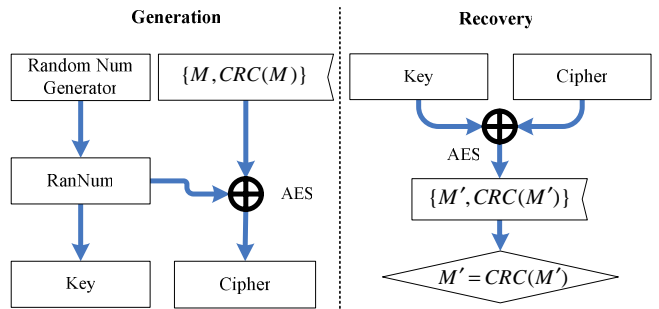 Generation
Random Num
Generator
{M,CRC(M)}
RanNum
AES
Key
Cipher
Recovery
Key
Cipher
AES
{M′,CRC(M′)}
M′=CRC(M′)